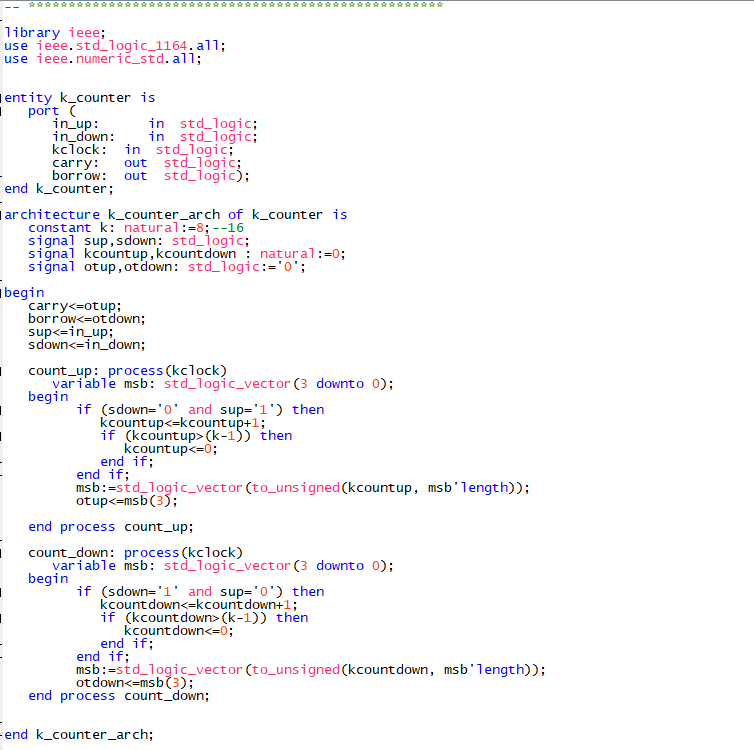 -- ****************************************************
library ieee;
use ieee.std_logic_1164.all;
use ieee.numeric_std.all;
entity k_counter is
   port (
      in_up:      in  std_logic;
      in_down:    in  std_logic;
      kclock:  in  std_logic;
      carry:   out  std_logic;
      borrow:  out  std_logic);
end k_counter;
architecture k_counter_arch of k_counter is
   constant k: natural:=8;--16
   signal sup,sdown: std_logic;
   signal kcountup,kcountdown : natural:=0;
   signal otup,otdown: std_logic:='0';
begin
   carry<=otup;
   borrow<=otdown;
   sup<=in_up;
   sdown<=in_down;
   count_up: process(kclock)
      variable msb: std_logic_vector(3 downto 0);
   begin
         if (sdown='0' and sup='1') then
            kcountup<=kcountup+1;
            if (kcountup>(k-1)) then
               kcountup<=0;
            end if;
         end if;
         msb:=std_logic_vector(to_unsigned(kcountup, msb'length));
         otup<=msb(3);
   end process count_up;
   count_down: process(kclock)
      variable msb: std_logic_vector(3 downto 0);
   begin
         if (sdown='1' and sup='0') then
            kcountdown<=kcountdown+1;
            if (kcountdown>(k-1)) then
               kcountdown<=0;
            end if;
         end if;
         msb:=std_logic_vector(to_unsigned(kcountdown, msb'length));
         otdown<=msb(3);
   end process count_down;
end k_counter_arch;